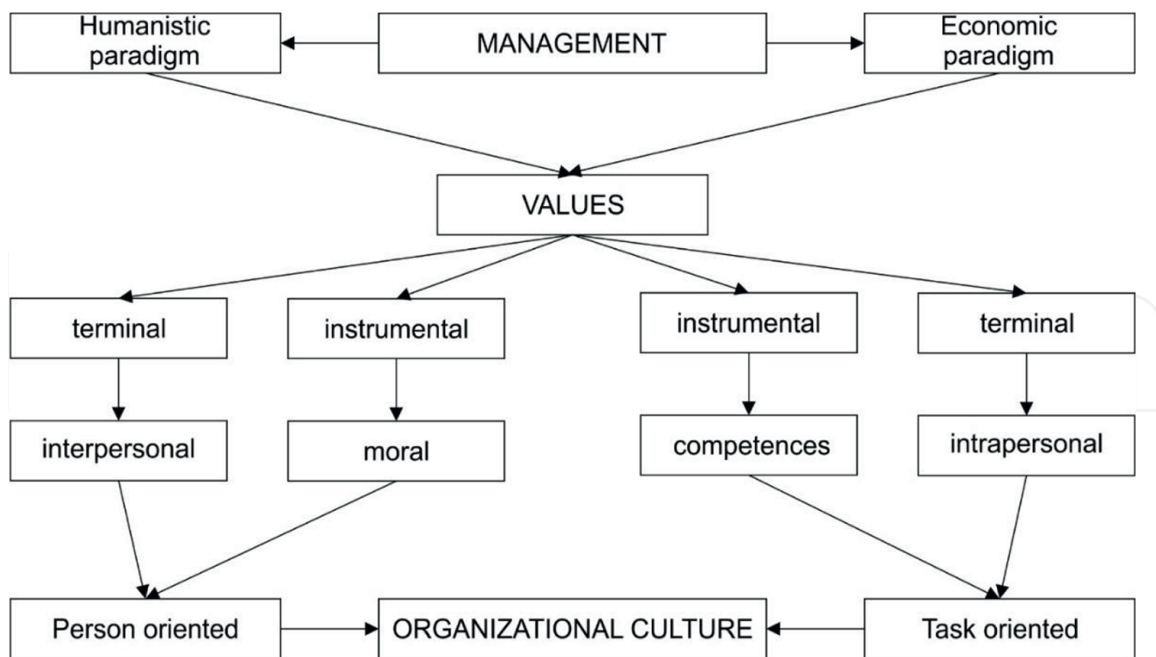 Humanistic
paradigm
MANAGEMENT
Economic
paradigm
VALUES
terminal
instrumental
instrumental
terminal
interpersonal
moral
competences
intrapersonal
Person oriented
ORGANIZATIONAL CULTURE
Task oriented